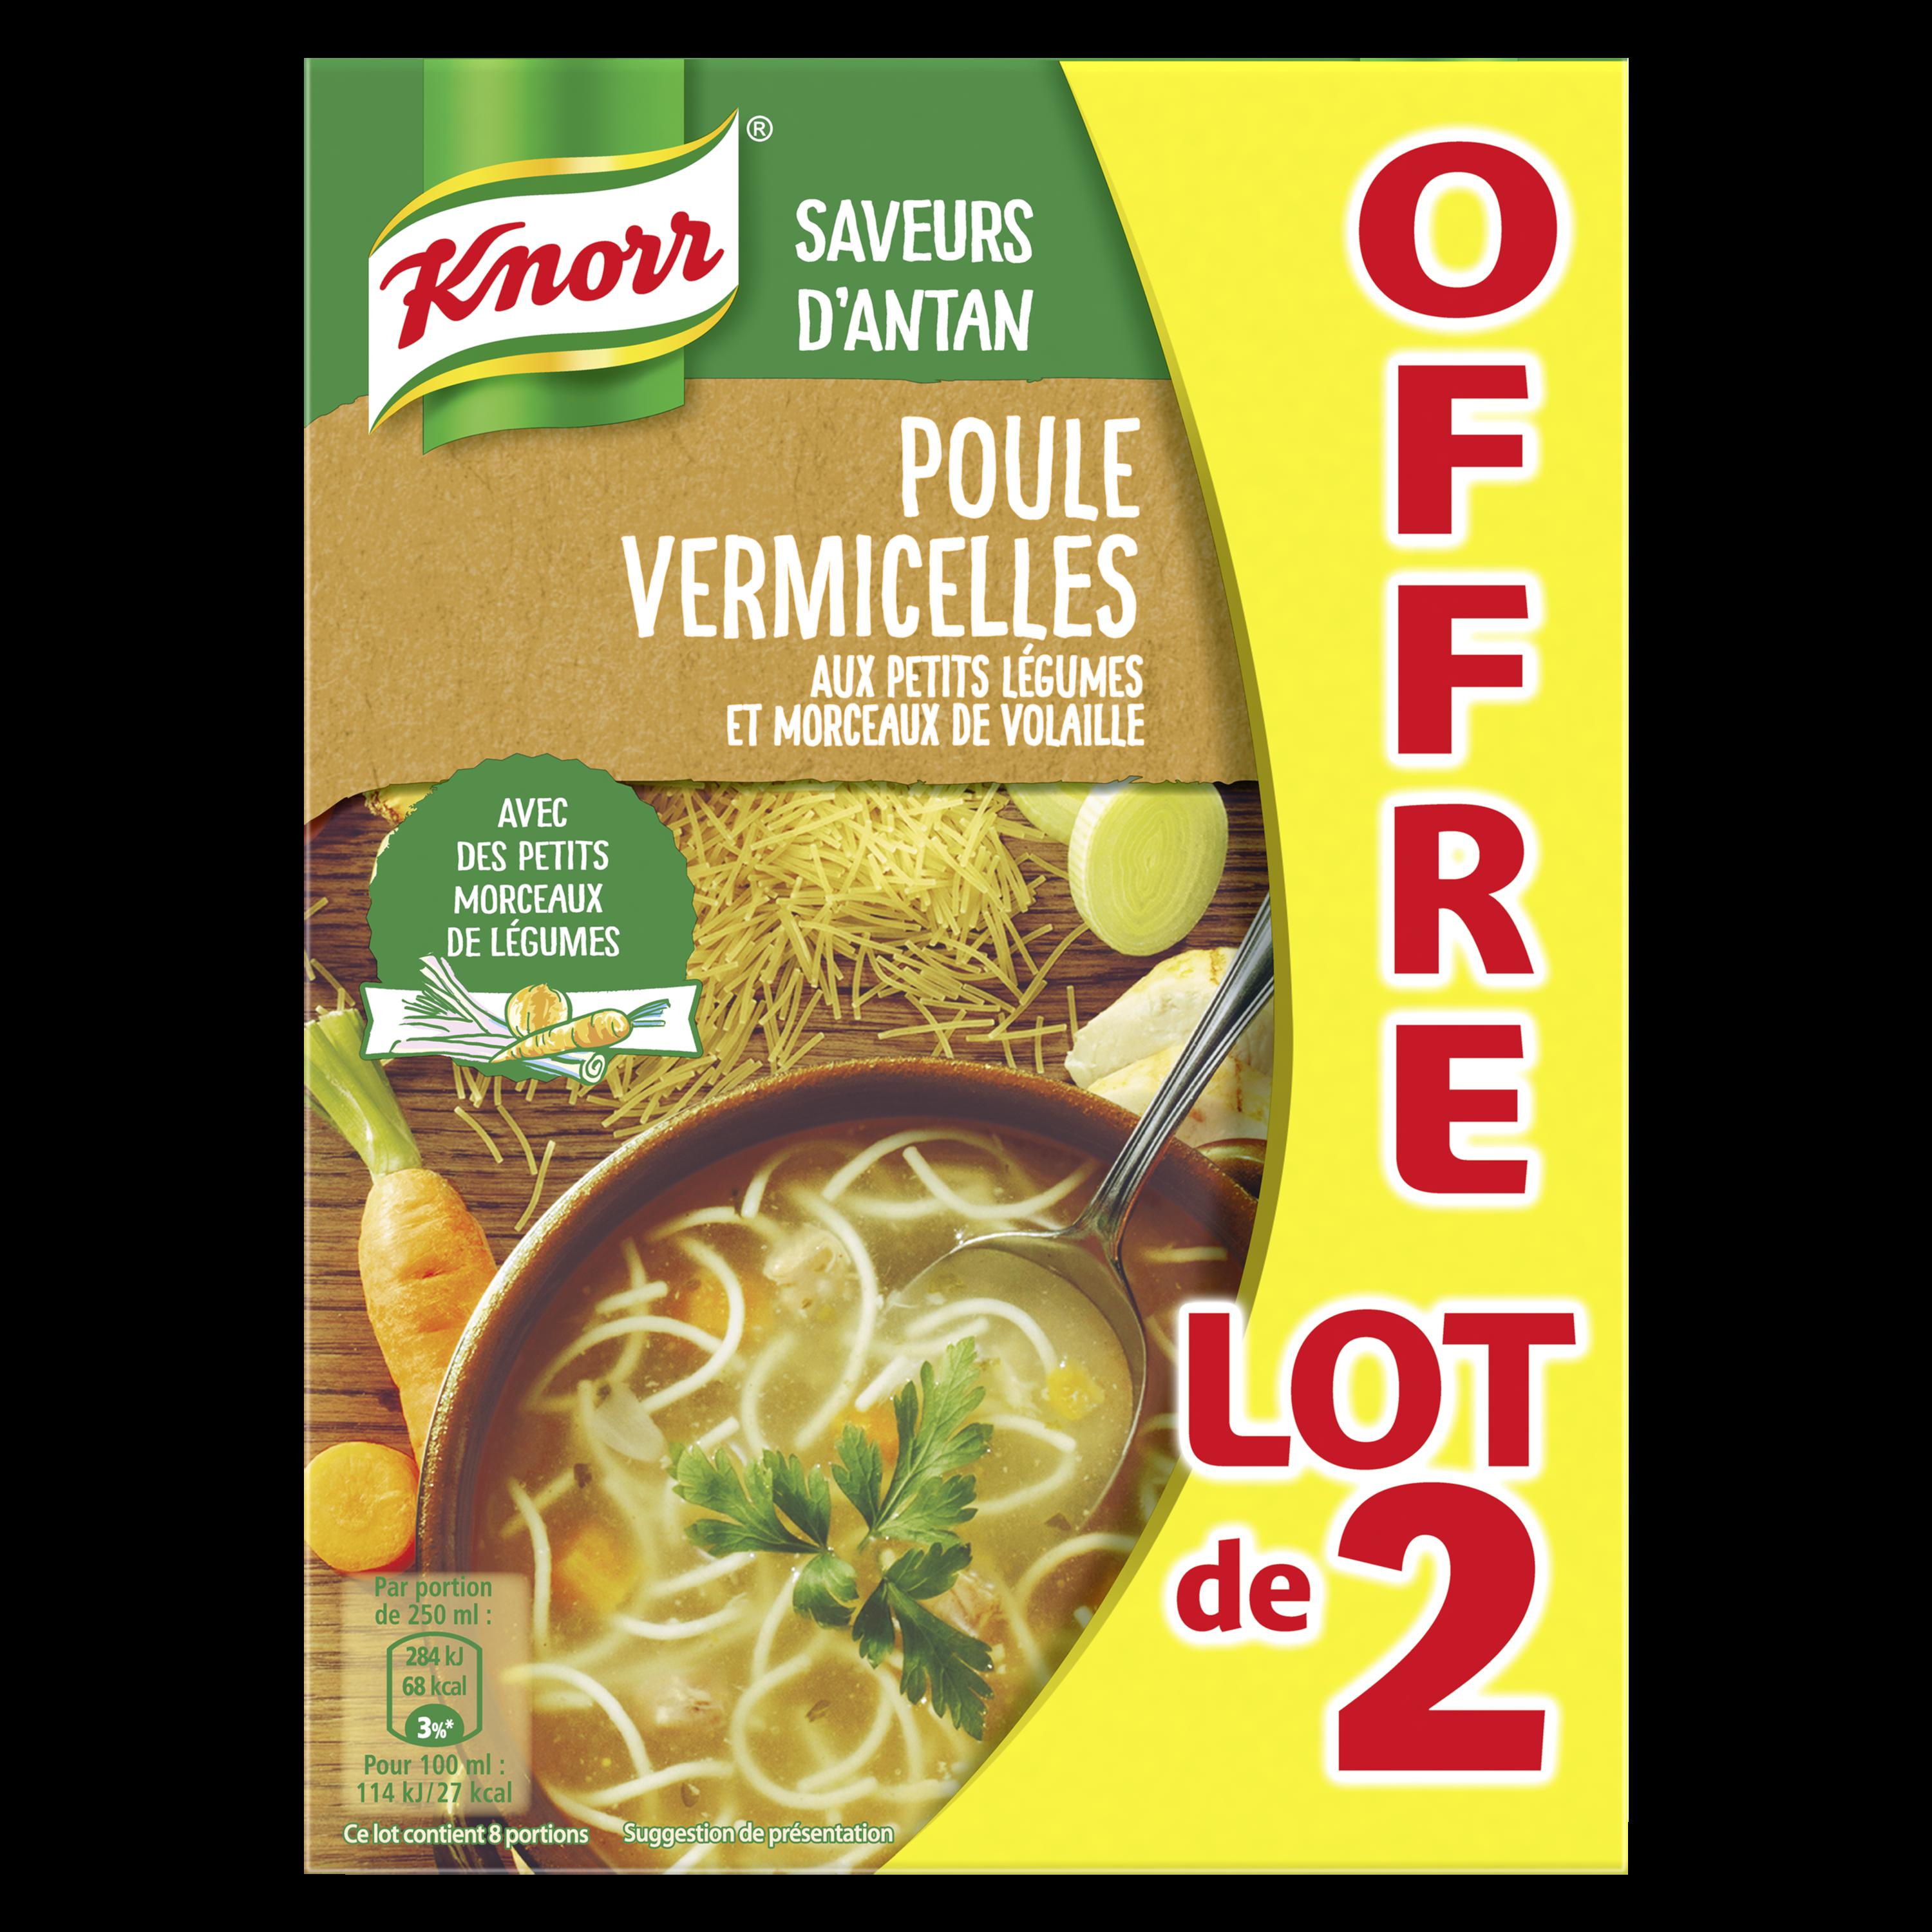 Knorr®
SAVEURS
D'ANTAN
POULE
VERMICELLES
AUX PETITS LÉGUMES
ET MORCEAUX DE VOLAILLE
AVEC
DES PETITS
MORCEAUX
DE LÉGUMES
Par portion
de 250 ml :
284 kJ
68 kcal
3%*
Pour 100 ml :
114 kJ/27 kcal
Ce lot contient 8 portions
Suggestion de présentation
OFFRE
LOT
de 2